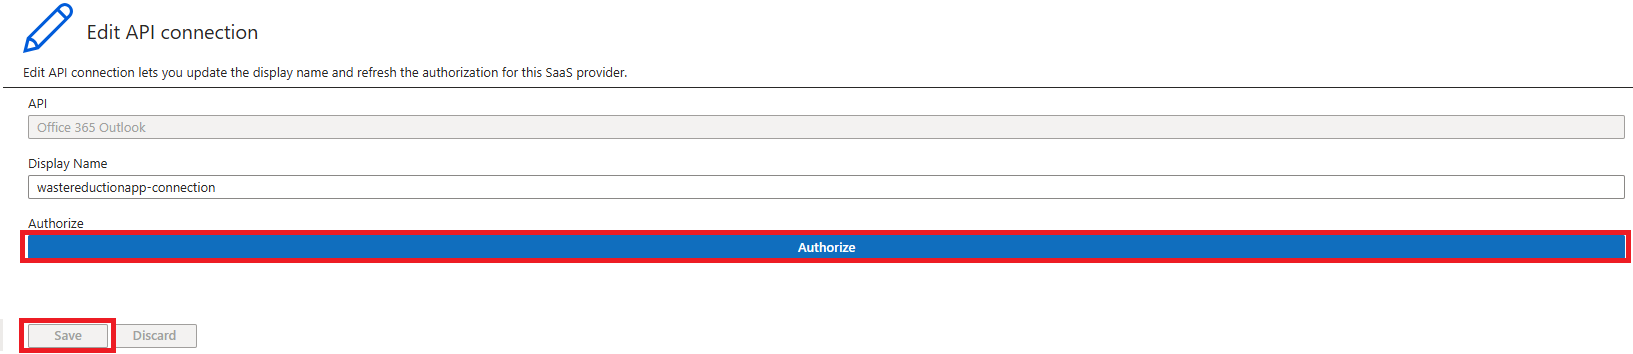 Edit API connection
Edit API connection lets you update the display name and refresh the authorization for this SaaS provider.
API
Office 365 Outlook
Display Name
wastereductionapp-connection
Authorize
Authorize
Save Discard